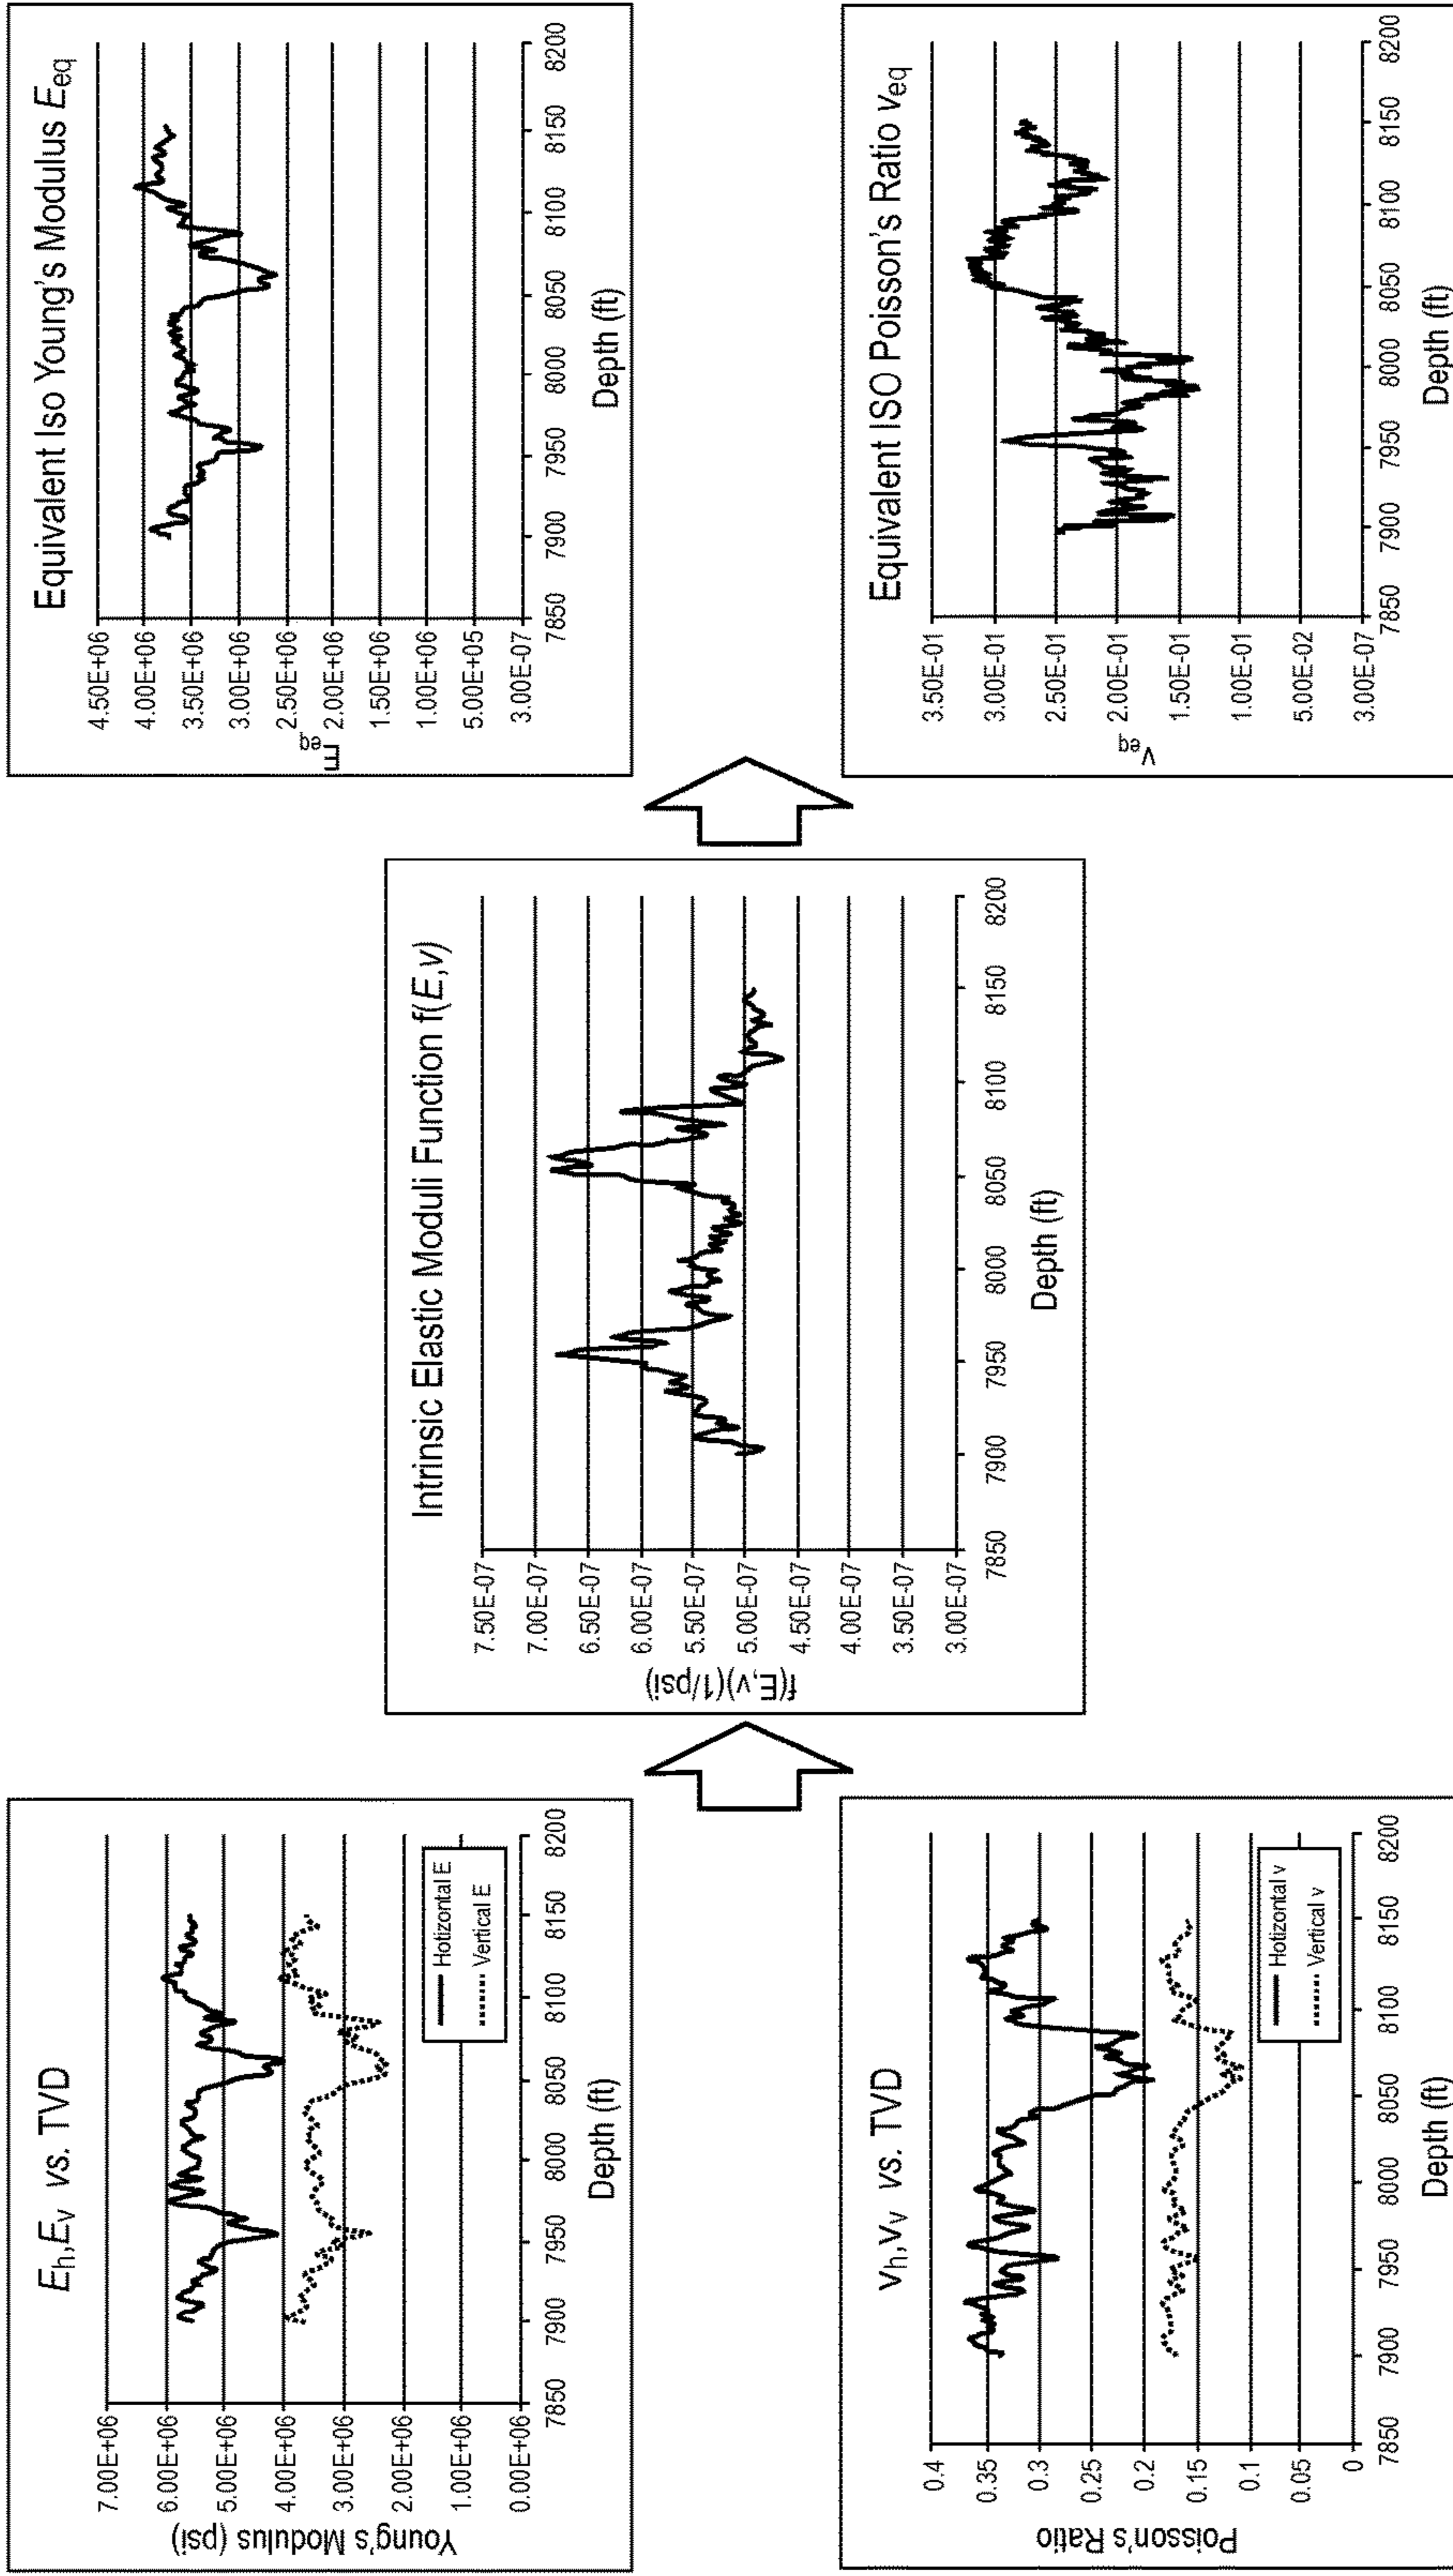 E_h,E_v vs. TVD
Young's Modulus (psi)
7.00E+06
6.00E+06
5.00E+06
4.00E+06
3.00E+06
2.00E+06
1.00E+06
0.00E+06
7850 7900 7950 8000 8050 8100 8150 8200
Depth (ft)
Hotizontal E
Vertical E
v_h,v_v vs. TVD
Poisson's Ratio
0.4
0.35
0.3
0.25
0.2
0.15
0.1
0.05
0
7850 7900 7950 8000 8050 8100 8150 8200
Depth (ft)
Hotizontal v
Vertical v
Intrinsic Elastic Moduli Function f(E,v)
f(E,v)(1/psi)
7.50E-07
7.00E-07
6.50E-07
6.00E-07
5.50E-07
5.00E-07
4.50E-07
4.00E-07
3.50E-07
3.00E-07
7850 7900 7950 8000 8050 8100 8150 8200
Depth (ft)
Equivalent Iso Young's Modulus E_eq
E_eq
4.50E+06
4.00E+06
3.50E+06
3.00E+06
2.50E+06
2.00E+06
1.50E+06
1.00E+06
5.00E+05
3.00E-07
7850 7900 7950 8000 8050 8100 8150 8200
Depth (ft)
Equivalent ISO Poisson's Ratio v_eq
v_eq
3.50E-01
3.00E-01
2.50E-01
2.00E-01
1.50E-01
1.00E-01
5.00E-02
3.00E-07
7850 7900 7950 8000 8050 8100 8150 8200
Depth (ft)